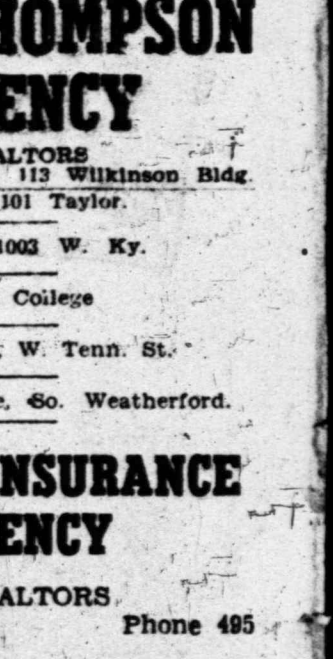 HOMPSON
ENCY
ALTORS
113 Wilkinson Bldg.
101 Taylor.
1003 W. Ky.
College
W. Tenn. St.
So. Weatherford.
NSURANCE
ENCY
ALTORS
Phone 495